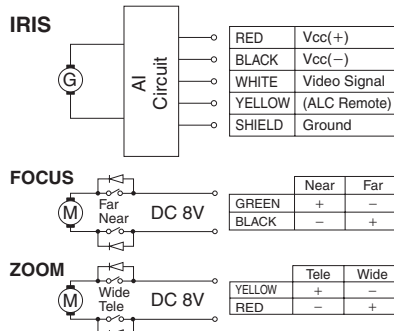 IRIS
G
AI Circuit
RED Vcc(+)
BLACK Vcc(−)
WHITE Video Signal
YELLOW (ALC Remote)
SHIELD Ground
FOCUS
M
Far
Near
DC 8V
Near Far
GREEN + −
BLACK − +
ZOOM
M
Wide
Tele
DC 8V
Tele Wide
YELLOW + −
RED − +